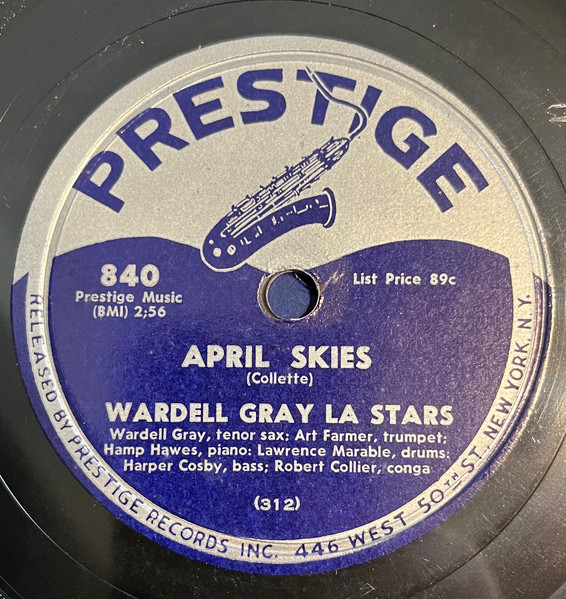 PRESTIGE
840
Prestige Music
(BMI) 2;56
List Price 89c
APRIL SKIES
(Collette)
WARDELL GRAY LA STARS
Wardell Gray, tenor sax; Art Farmer, trumpet;
Hamp Hawes, piano; Lawrence Marable, drums;
Harper Cosby, bass; Robert Collier, conga
(312)
RELEASED BY PRESTIGE RECORDS INC. 446 WEST 50TH ST. NEW YORK, N.Y.